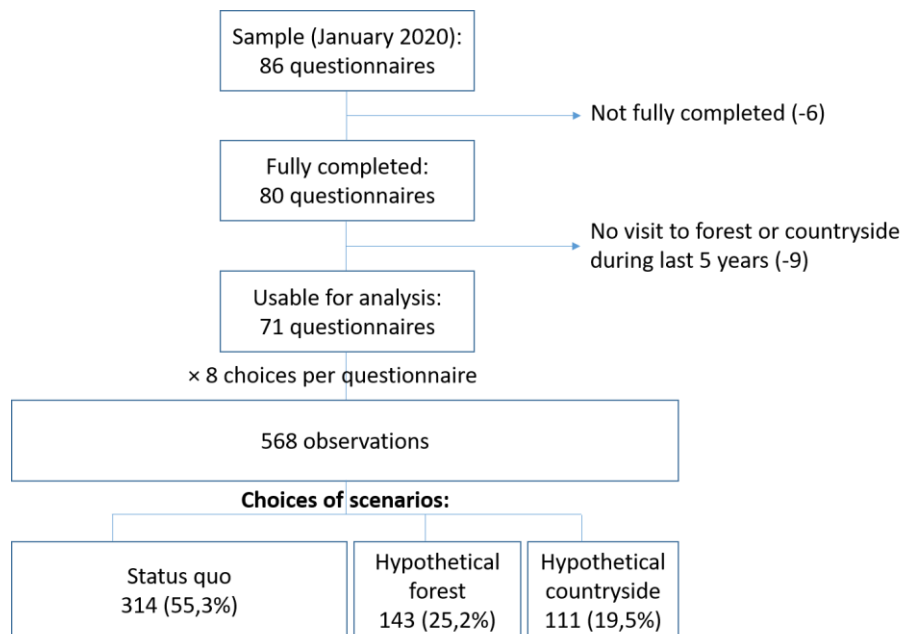 Sample (January 2020):
86 questionnaires
Not fully completed (-6)
Fully completed:
80 questionnaires
No visit to forest or countryside
during last 5 years (-9)
Usable for analysis:
71 questionnaires
× 8 choices per questionnaire
568 observations
Choices of scenarios:
Status quo
314 (55,3%)
Hypothetical
forest
143 (25,2%)
Hypothetical
countryside
111 (19,5%)